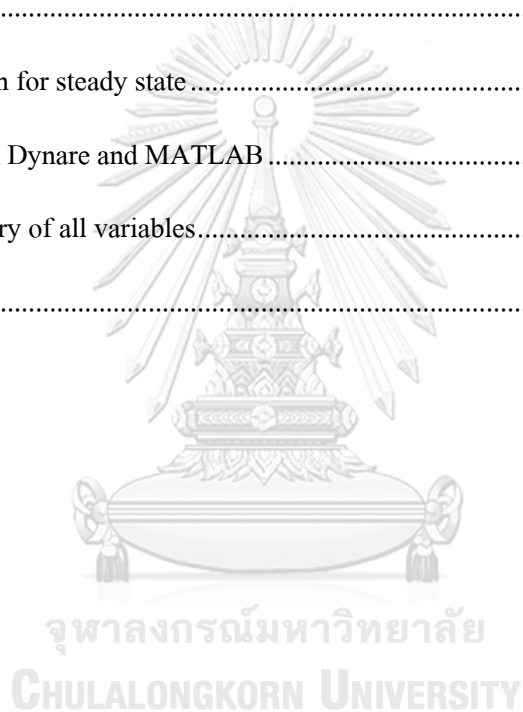 ................................................................................
n for steady state................................................................................
Dynare and MATLAB................................................................
ry of all variables................................................................................
................................................................................
จุฬาลงกรณ์มหาวิทยาลัย
CHULALONGKORN UNIVERSITY